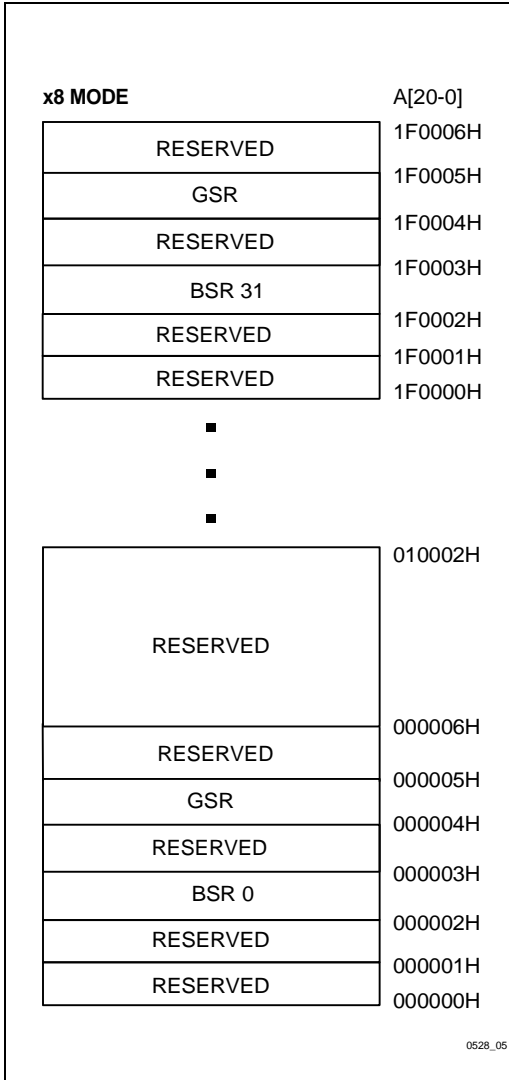 x8 MODE A[20-0]
1F0006H
RESERVED
1F0005H
GSR
1F0004H
RESERVED
1F0003H
BSR 31
1F0002H
RESERVED
1F0001H
RESERVED
1F0000H
010002H
RESERVED
000006H
RESERVED
000005H
GSR
000004H
RESERVED
000003H
BSR 0
000002H
RESERVED
000001H
RESERVED
000000H
0528_05